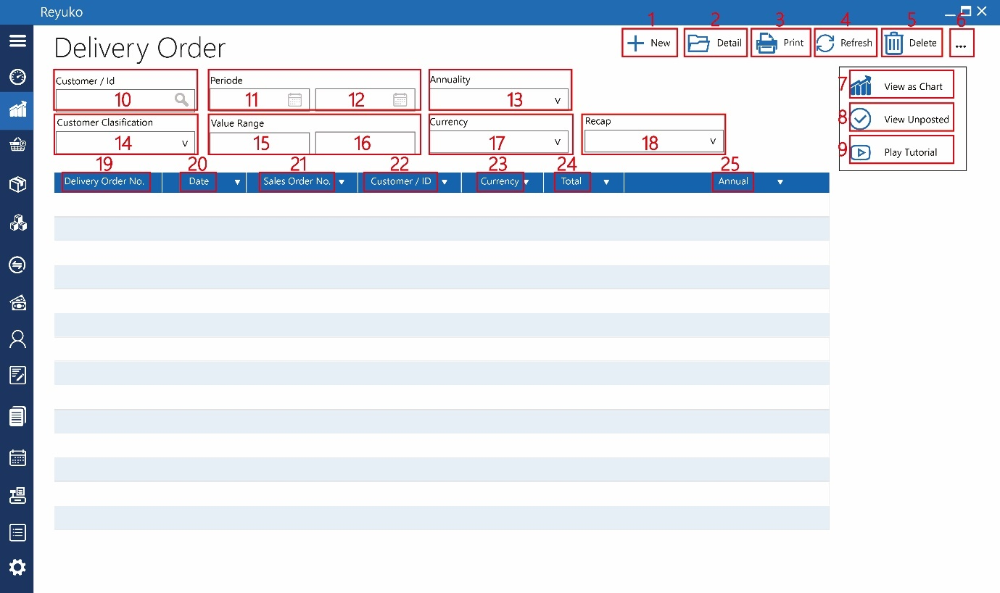 Reyuko
1 2 3 4 5 6
Delivery Order
New Detail Print Refresh Delete ...
Customer / Id Periode Annuality
10 11 12 13 v
7 View as Chart
Customer Clasification Value Range Currency Recap
8 View Unposted
14 v 15 16 17 v 18 v
9 Play Tutorial
19 20 21 22 23 24 25
Delivery Order No. Date Sales Order No. Customer / ID Currency Total Annual